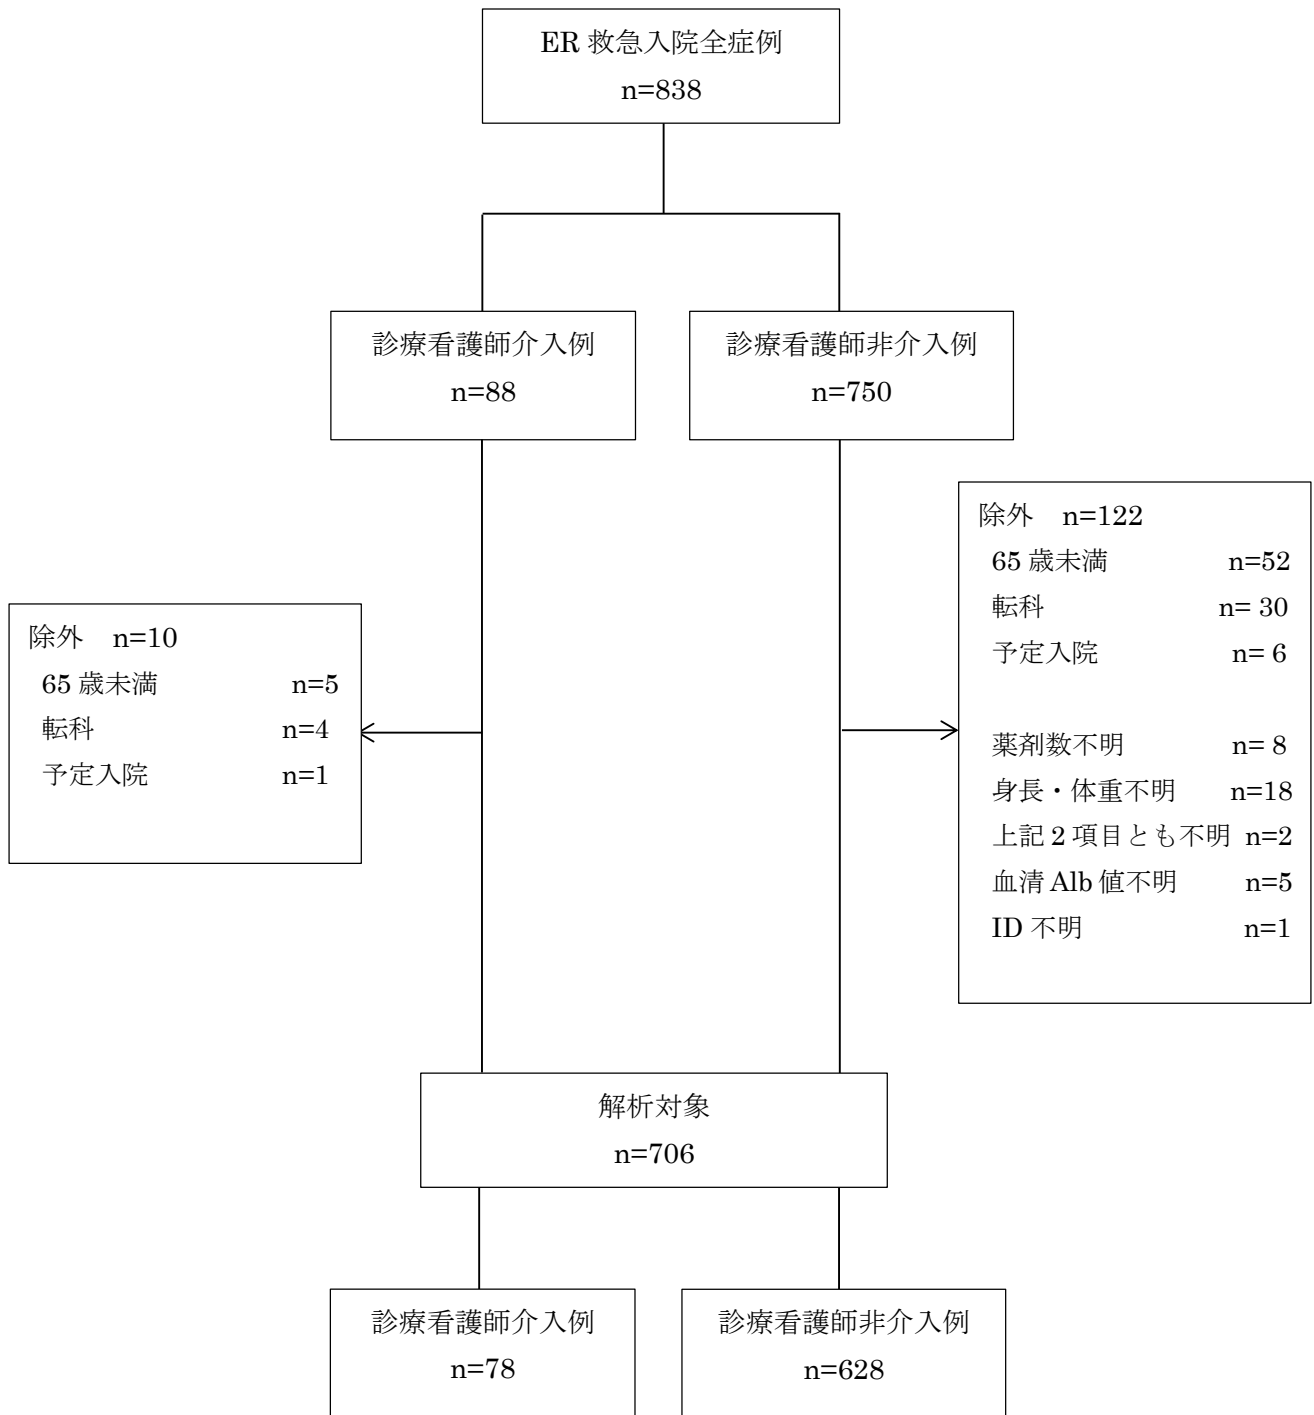 ER 救急入院全症例
n=838
診療看護師介入例
n=88
診療看護師非介入例
n=750
除外 n=10
65 歳未満 n=5
転科 n=4
予定入院 n=1
除外 n=122
65 歳未満 n=52
転科 n= 30
予定入院 n= 6
薬剤数不明 n= 8
身長・体重不明 n=18
上記 2 項目とも不明 n=2
血清 Alb 値不明 n=5
ID 不明 n=1
解析対象
n=706
診療看護師介入例
n=78
診療看護師非介入例
n=628